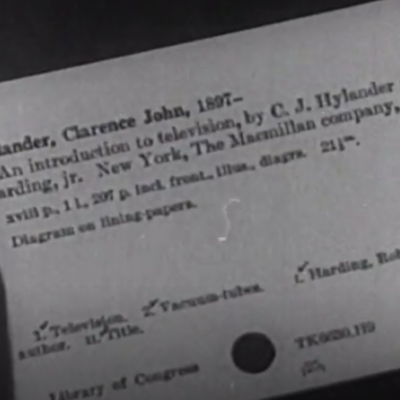 lander, Clarence John, 1897–
An introduction to television, by C. J. Hylander
arding, jr. New York, The Macmillan company,
xviii p., 1 l., 207 p. incl. front., illus., diagrs. 21½ᶜᵐ.
Diagram on lining-papers.
1. Television. 2. Vacuum-tubes. I. Harding, Rob
author. II. Title.
Library of Congress TK6630.H9